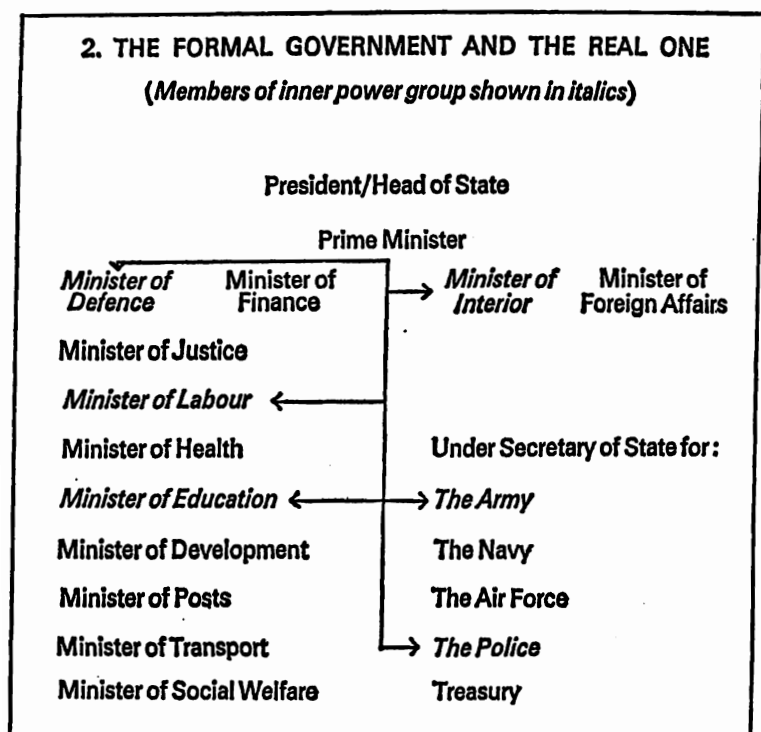 2. THE FORMAL GOVERNMENT AND THE REAL ONE
(Members of inner power group shown in italics)
President/Head of State
Prime Minister
Minister of Defence
Minister of Finance
Minister of Interior
Minister of Foreign Affairs
Minister of Justice
Minister of Labour
Minister of Health
Under Secretary of State for:
Minister of Education
The Army
Minister of Development
The Navy
Minister of Posts
The Air Force
Minister of Transport
The Police
Minister of Social Welfare
Treasury